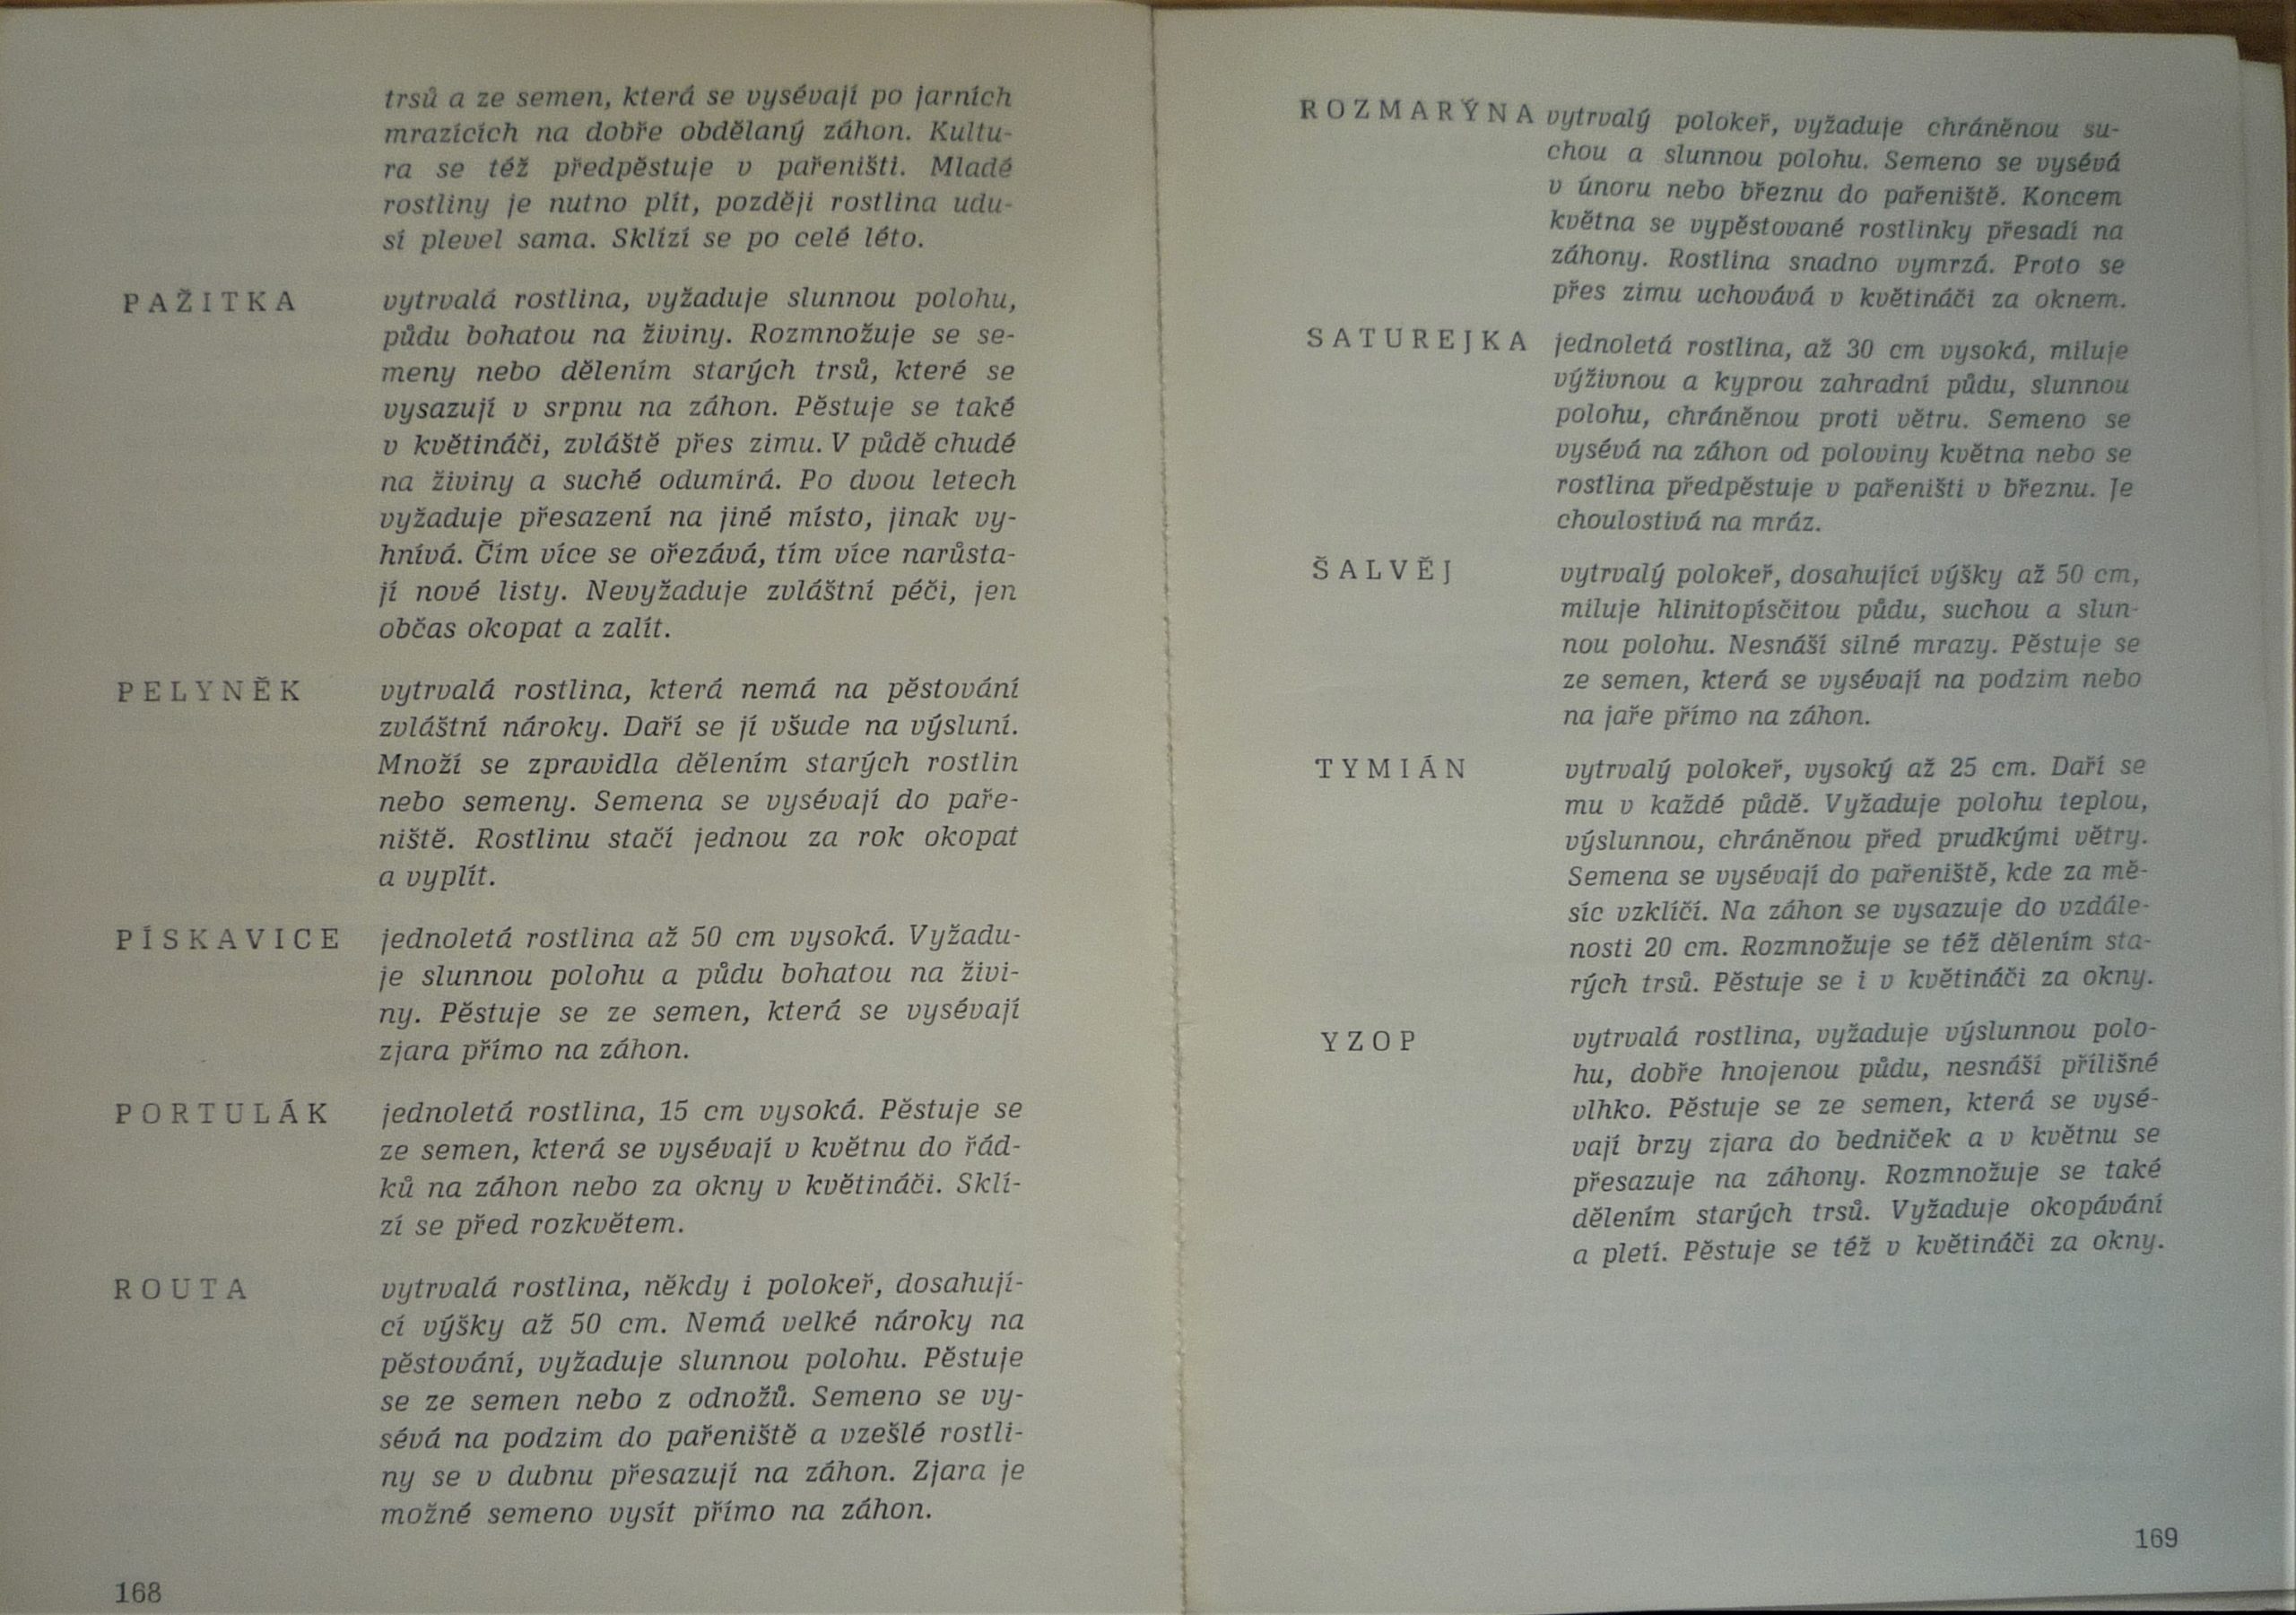 trsů a ze semen, která se vysévají po jarních
mrazících na dobře obdělaný záhon. Kultu-
ra se též předpěstuje v pařeništi. Mladé
rostliny je nutno plít, později rostlina udu-
sí plevel sama. Sklízí se po celé léto.
PAŽITKA vytrvalá rostlina, vyžaduje slunnou polohu,
půdu bohatou na živiny. Rozmnožuje se se-
meny nebo dělením starých trsů, které se
vysazují v srpnu na záhon. Pěstuje se také
v květináči, zvláště přes zimu. V půdě chudé
na živiny a suché odumírá. Po dvou letech
vyžaduje přesazení na jiné místo, jinak vy-
hnívá. Čím více se ořezává, tím více narůsta-
jí nové listy. Nevyžaduje zvláštní péči, jen
občas okopat a zalít.
PELYNĚK vytrvalá rostlina, která nemá na pěstování
zvláštní nároky. Daří se jí všude na výsluní.
Množí se zpravidla dělením starých rostlin
nebo semeny. Semena se vysévají do paře-
niště. Rostlinu stačí jednou za rok okopat
a vyplít.
PÍSKAVICE jednoletá rostlina až 50 cm vysoká. Vyžadu-
je slunnou polohu a půdu bohatou na živi-
ny. Pěstuje se ze semen, která se vysévají
zjara přímo na záhon.
PORTULÁK jednoletá rostlina, 15 cm vysoká. Pěstuje se
ze semen, která se vysévají v květnu do řád-
ků na záhon nebo za okny v květináči. Sklí-
zí se před rozkvětem.
ROUTA vytrvalá rostlina, někdy i polokeř, dosahují-
cí výšky až 50 cm. Nemá velké nároky na
pěstování, vyžaduje slunnou polohu. Pěstuje
se ze semen nebo z odnožů. Semeno se vy-
sévá na podzim do pařeniště a vzešlé rostli-
ny se v dubnu přesazují na záhon. Zjara je
možné semeno vysít přímo na záhon.
168
ROZMARÝNA vytrvalý polokeř, vyžaduje chráněnou su-
chou a slunnou polohu. Semeno se vysévá
v únoru nebo březnu do pařeniště. Koncem
května se vypěstované rostlinky přesadí na
záhony. Rostlina snadno vymrzá. Proto se
přes zimu uchovává v květináči za oknem.
SATUREJKA jednoletá rostlina, až 30 cm vysoká, miluje
výživnou a kyprou zahradní půdu, slunnou
polohu, chráněnou proti větru. Semeno se
vysévá na záhon od poloviny května nebo se
rostlina předpěstuje v pařeništi v březnu. Je
choulostivá na mráz.
ŠALVĚJ vytrvalý polokeř, dosahující výšky až 50 cm,
miluje hlinitopísčitou půdu, suchou a slun-
nou polohu. Nesnáší silné mrazy. Pěstuje se
ze semen, která se vysévají na podzim nebo
na jaře přímo na záhon.
TYMIÁN vytrvalý polokeř, vysoký až 25 cm. Daří se
mu v každé půdě. Vyžaduje polohu teplou,
výslunnou, chráněnou před prudkými větry.
Semena se vysévají do pařeniště, kde za mě-
síc vzklíčí. Na záhon se vysazuje do vzdále-
nosti 20 cm. Rozmnožuje se též dělením sta-
rých trsů. Pěstuje se i v květináči za okny.
YZOP vytrvalá rostlina, vyžaduje výslunnou polo-
hu, dobře hnojenou půdu, nesnáší přílišné
vlhko. Pěstuje se ze semen, která se vysé-
vají brzy zjara do bedniček a v květnu se
přesazuje na záhony. Rozmnožuje se také
dělením starých trsů. Vyžaduje okopávání
a pletí. Pěstuje se též v květináči za okny.
169